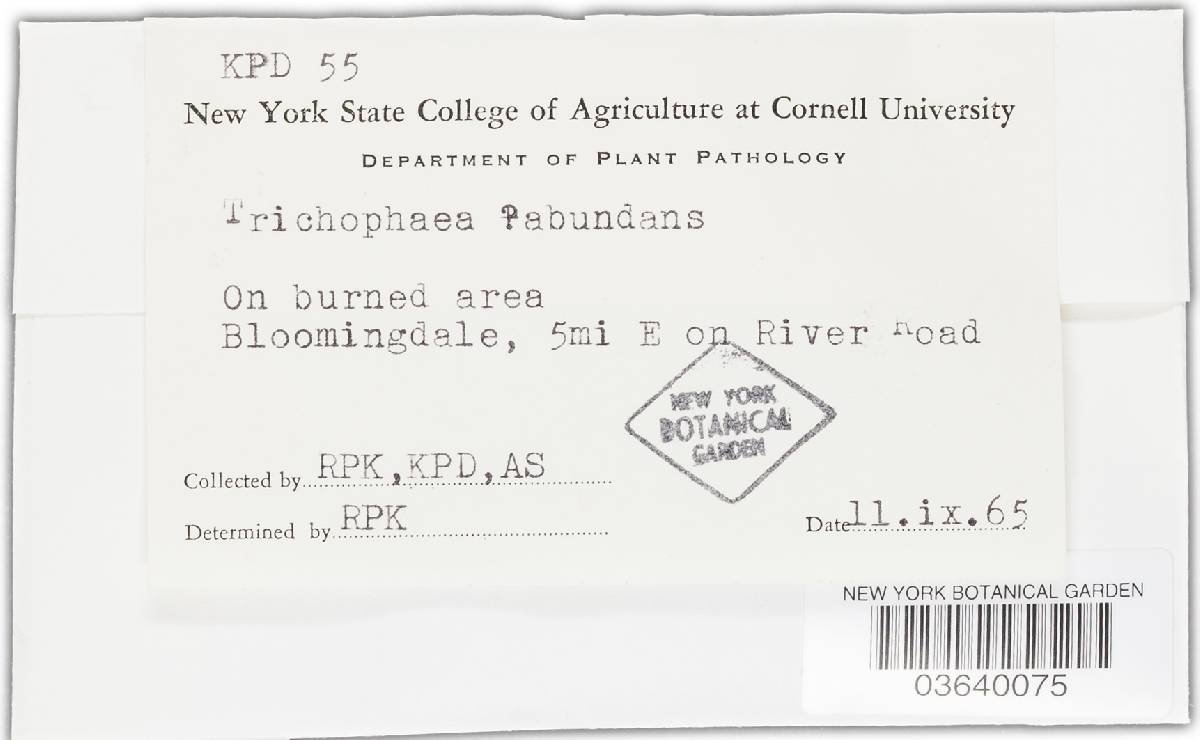 KPD 55
New York State College of Agriculture at Cornell University
DEPARTMENT OF PLANT PATHOLOGY
Trichophaea ?abundans
On burned area
Bloomingdale, 5mi E on River Road
NEW YORK
BOTANICAL
GARDEN
Collected by RPK,KPD,AS
Determined by RPK
Date 11.ix.65
NEW YORK BOTANICAL GARDEN
03640075